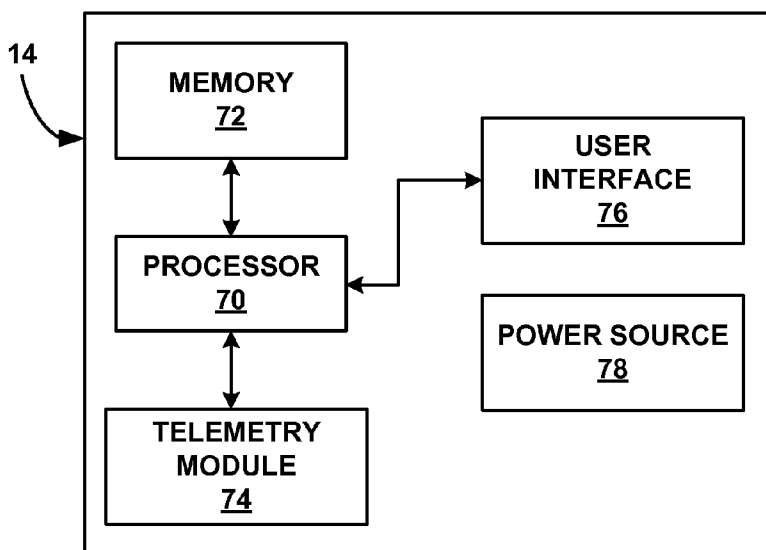 14
MEMORY
72
USER
INTERFACE
76
PROCESSOR
70
POWER SOURCE
78
TELEMETRY
MODULE
74